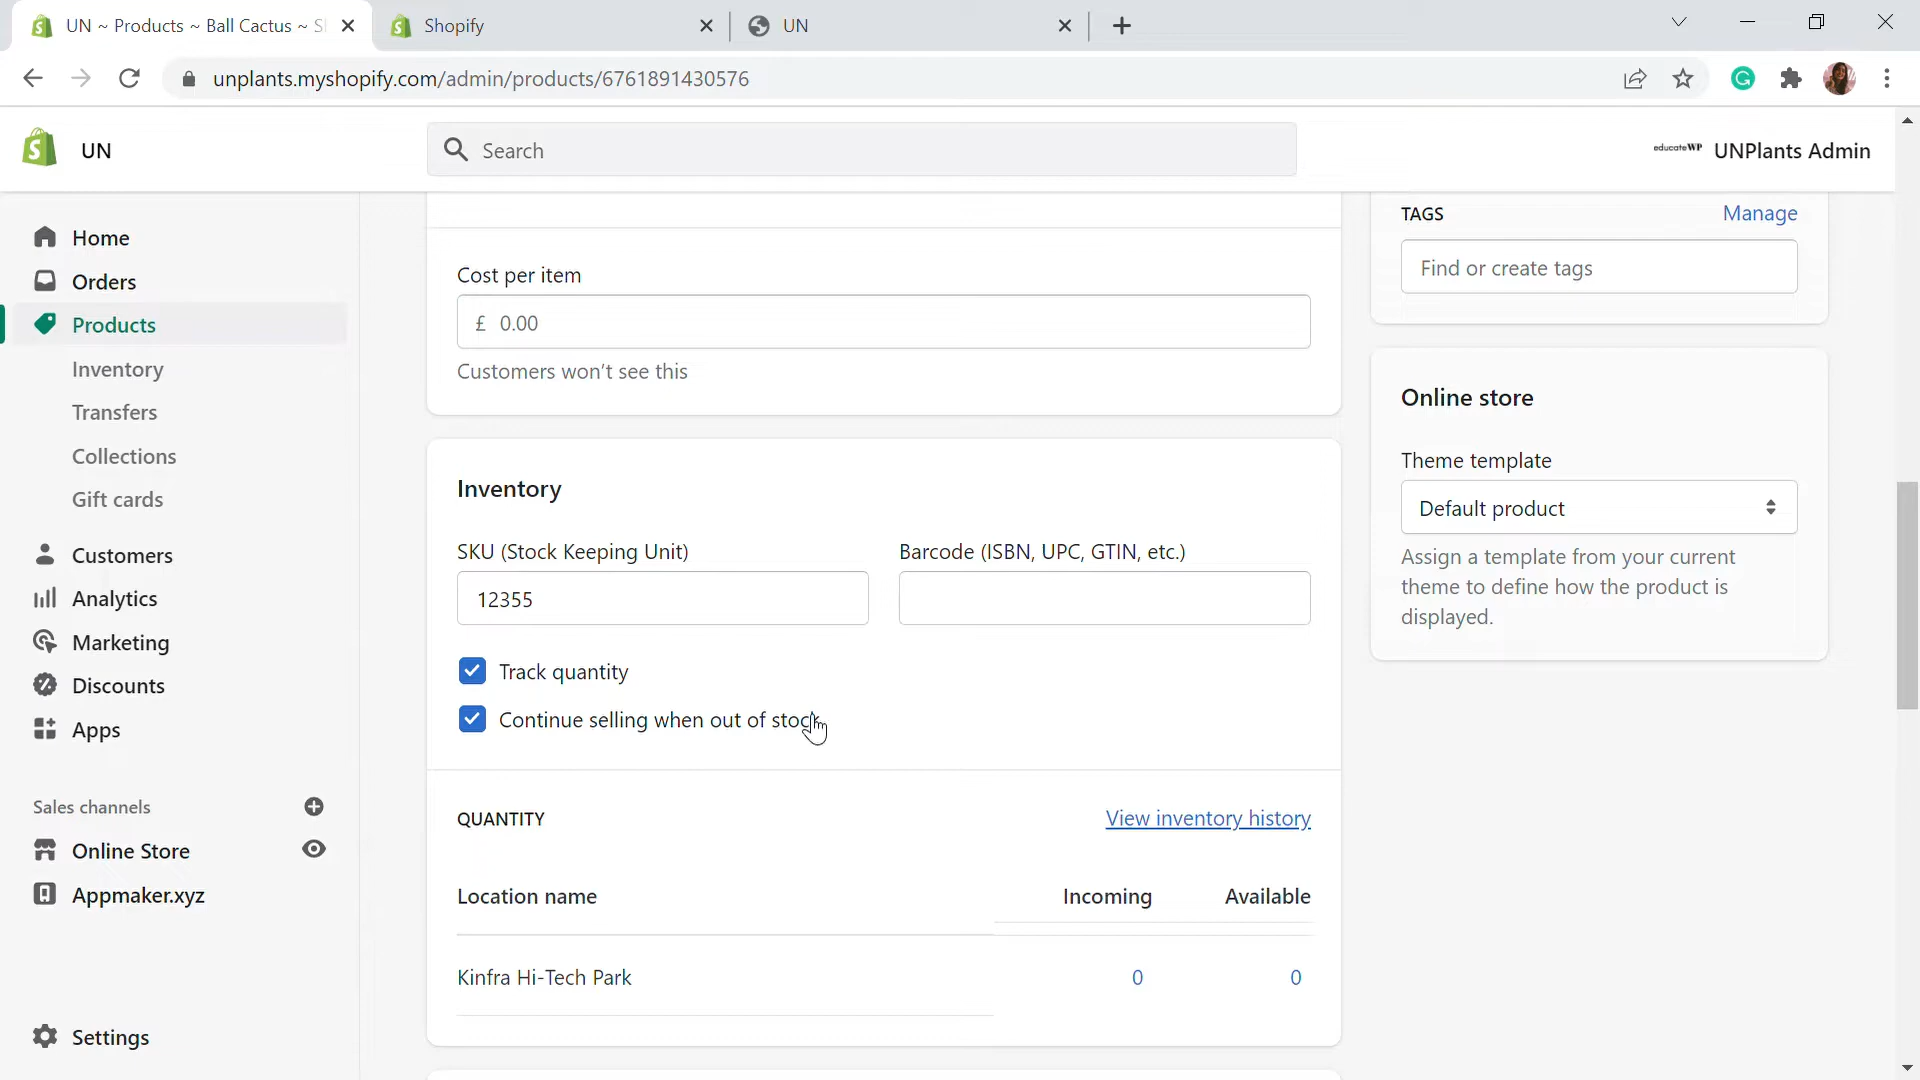 UN ~ Products ~ Ball Cactus ~ S
Shopify
UN
unplants.myshopify.com/admin/products/6761891430576
UN
Search
educateWP
UNPlants Admin
Home
Orders
Products
Inventory
Transfers
Collections
Gift cards
Customers
Analytics
Marketing
Discounts
Apps
Sales channels
Online Store
Appmaker.xyz
Settings
Cost per item
£ 0.00
Customers won’t see this
Inventory
SKU (Stock Keeping Unit)
Barcode (ISBN, UPC, GTIN, etc.)
12355
Track quantity
Continue selling when out of stock
QUANTITY
View inventory history
Location name
Incoming
Available
Kinfra Hi-Tech Park
0
0
TAGS
Manage
Find or create tags
Online store
Theme template
Default product
Assign a template from your current
theme to define how the product is
displayed.